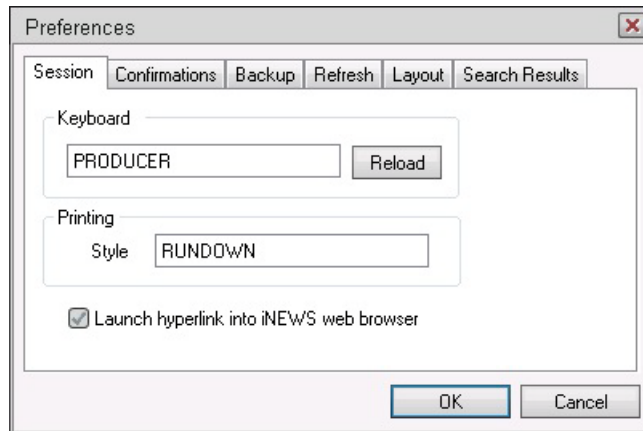 Preferences
Session Confirmations Backup Refresh Layout Search Results
Keyboard
PRODUCER Reload
Printing
Style RUNDOWN
Launch hyperlink into iNEWS web browser
OK Cancel